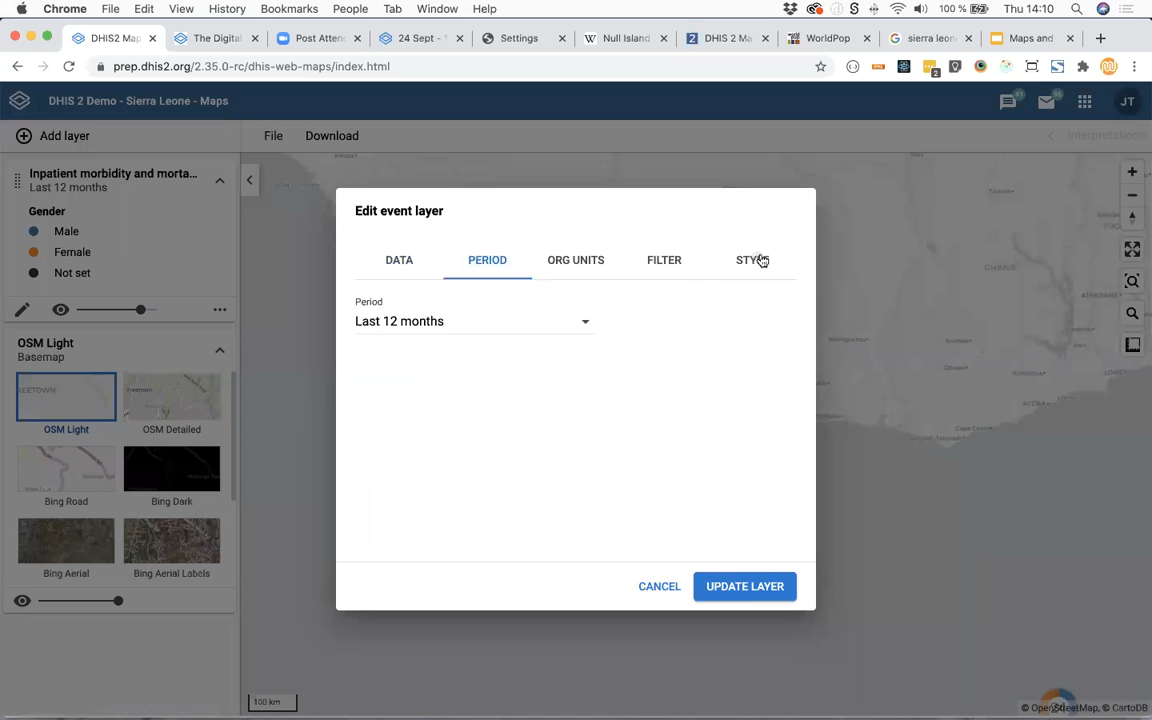 Chrome File Edit View History Bookmarks People Tab Window Help 100 % Thu 14:10
DHIS2 Map The Digital Post Atten 24 Sept - Settings Null Island DHIS 2 Ma WorldPop sierra leon Maps and
prep.dhis2.org/2.35.0-rc/dhis-web-maps/index.html 2
DHIS 2 Demo - Sierra Leone - Maps JT
Add layer File Download Interpretations
Inpatient morbidity and morta...
Last 12 months
Gender
Male
Female
Not set
OSM Light
Basemap
OSM Light OSM Detailed
Bing Road Bing Dark
Bing Aerial Bing Aerial Labels
Edit event layer
DATA PERIOD ORG UNITS FILTER STYLE
Period
Last 12 months
CANCEL UPDATE LAYER
100 km
© OpenStreetMap, © CartoDB